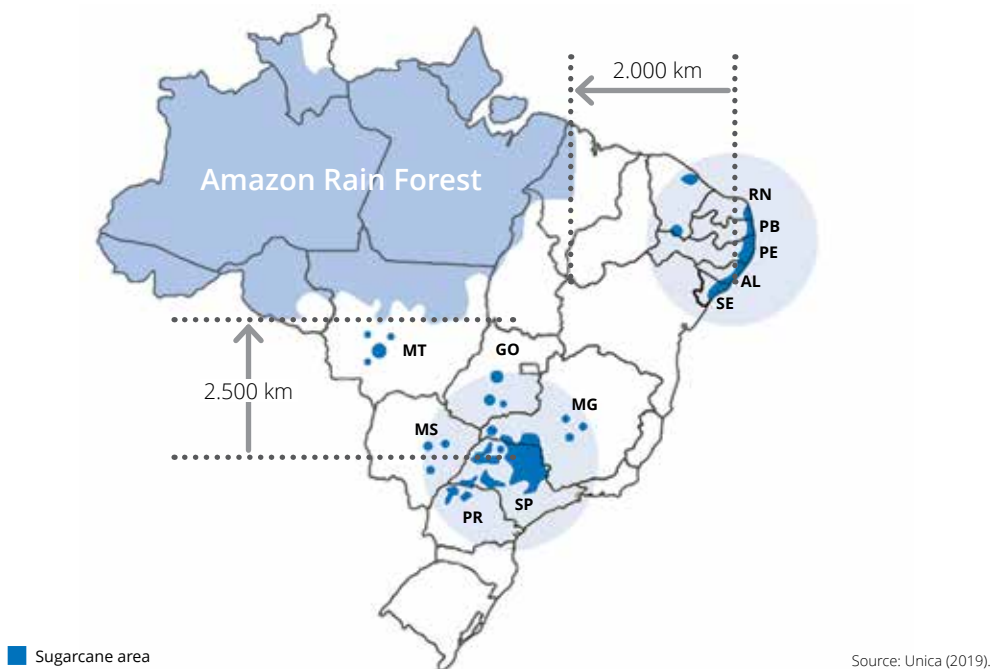 2.000 km
Amazon Rain Forest
RN
PB
PE
AL
SE
MT
GO
2.500 km
MG
MS
SP
PR
Sugarcane area
Source: Unica (2019).